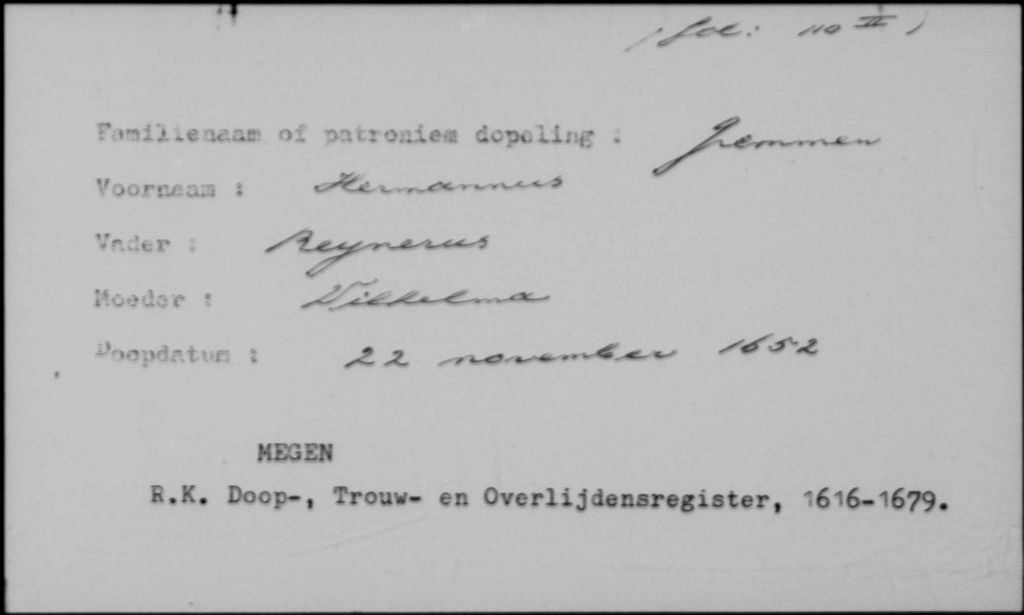 (fol: 110 II)
Familienaam of patroniem dopeling : Gremmen
Voornaam : Hermannus
Vader : Reynerus
Moeder : Wilhelma
Doopdatum : 22 november 1652
MEGEN
R.K. Doop-, Trouw- en Overlijdensregister, 1616-1679.